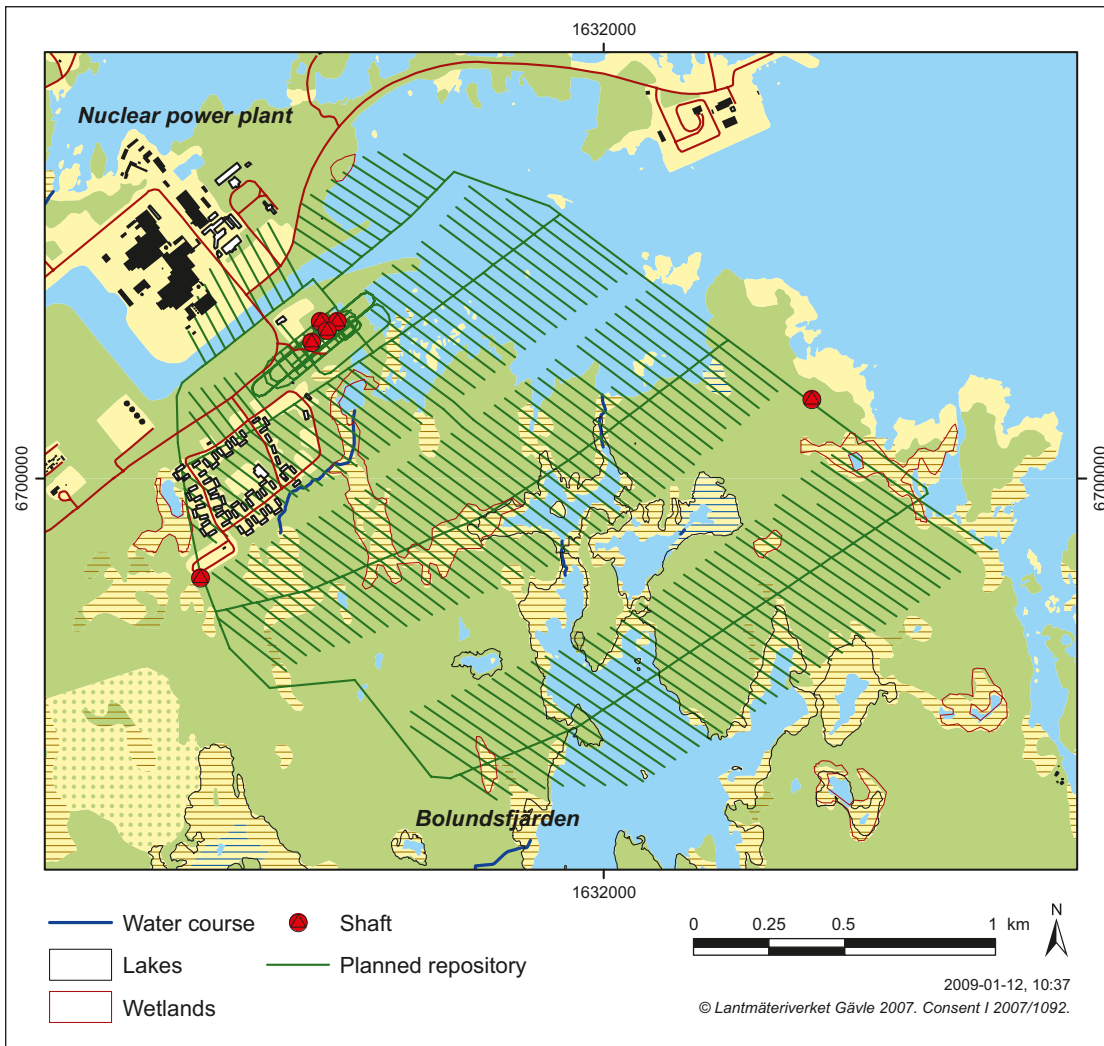 1632000
Nuclear power plant
6700000
6700000
Bolundsfjärden
1632000
Water course
Shaft
Lakes
Planned repository
Wetlands
0 0.25 0.5 1 km
N
2009-01-12, 10:37
© Lantmäteriverket Gävle 2007. Consent I 2007/1092.